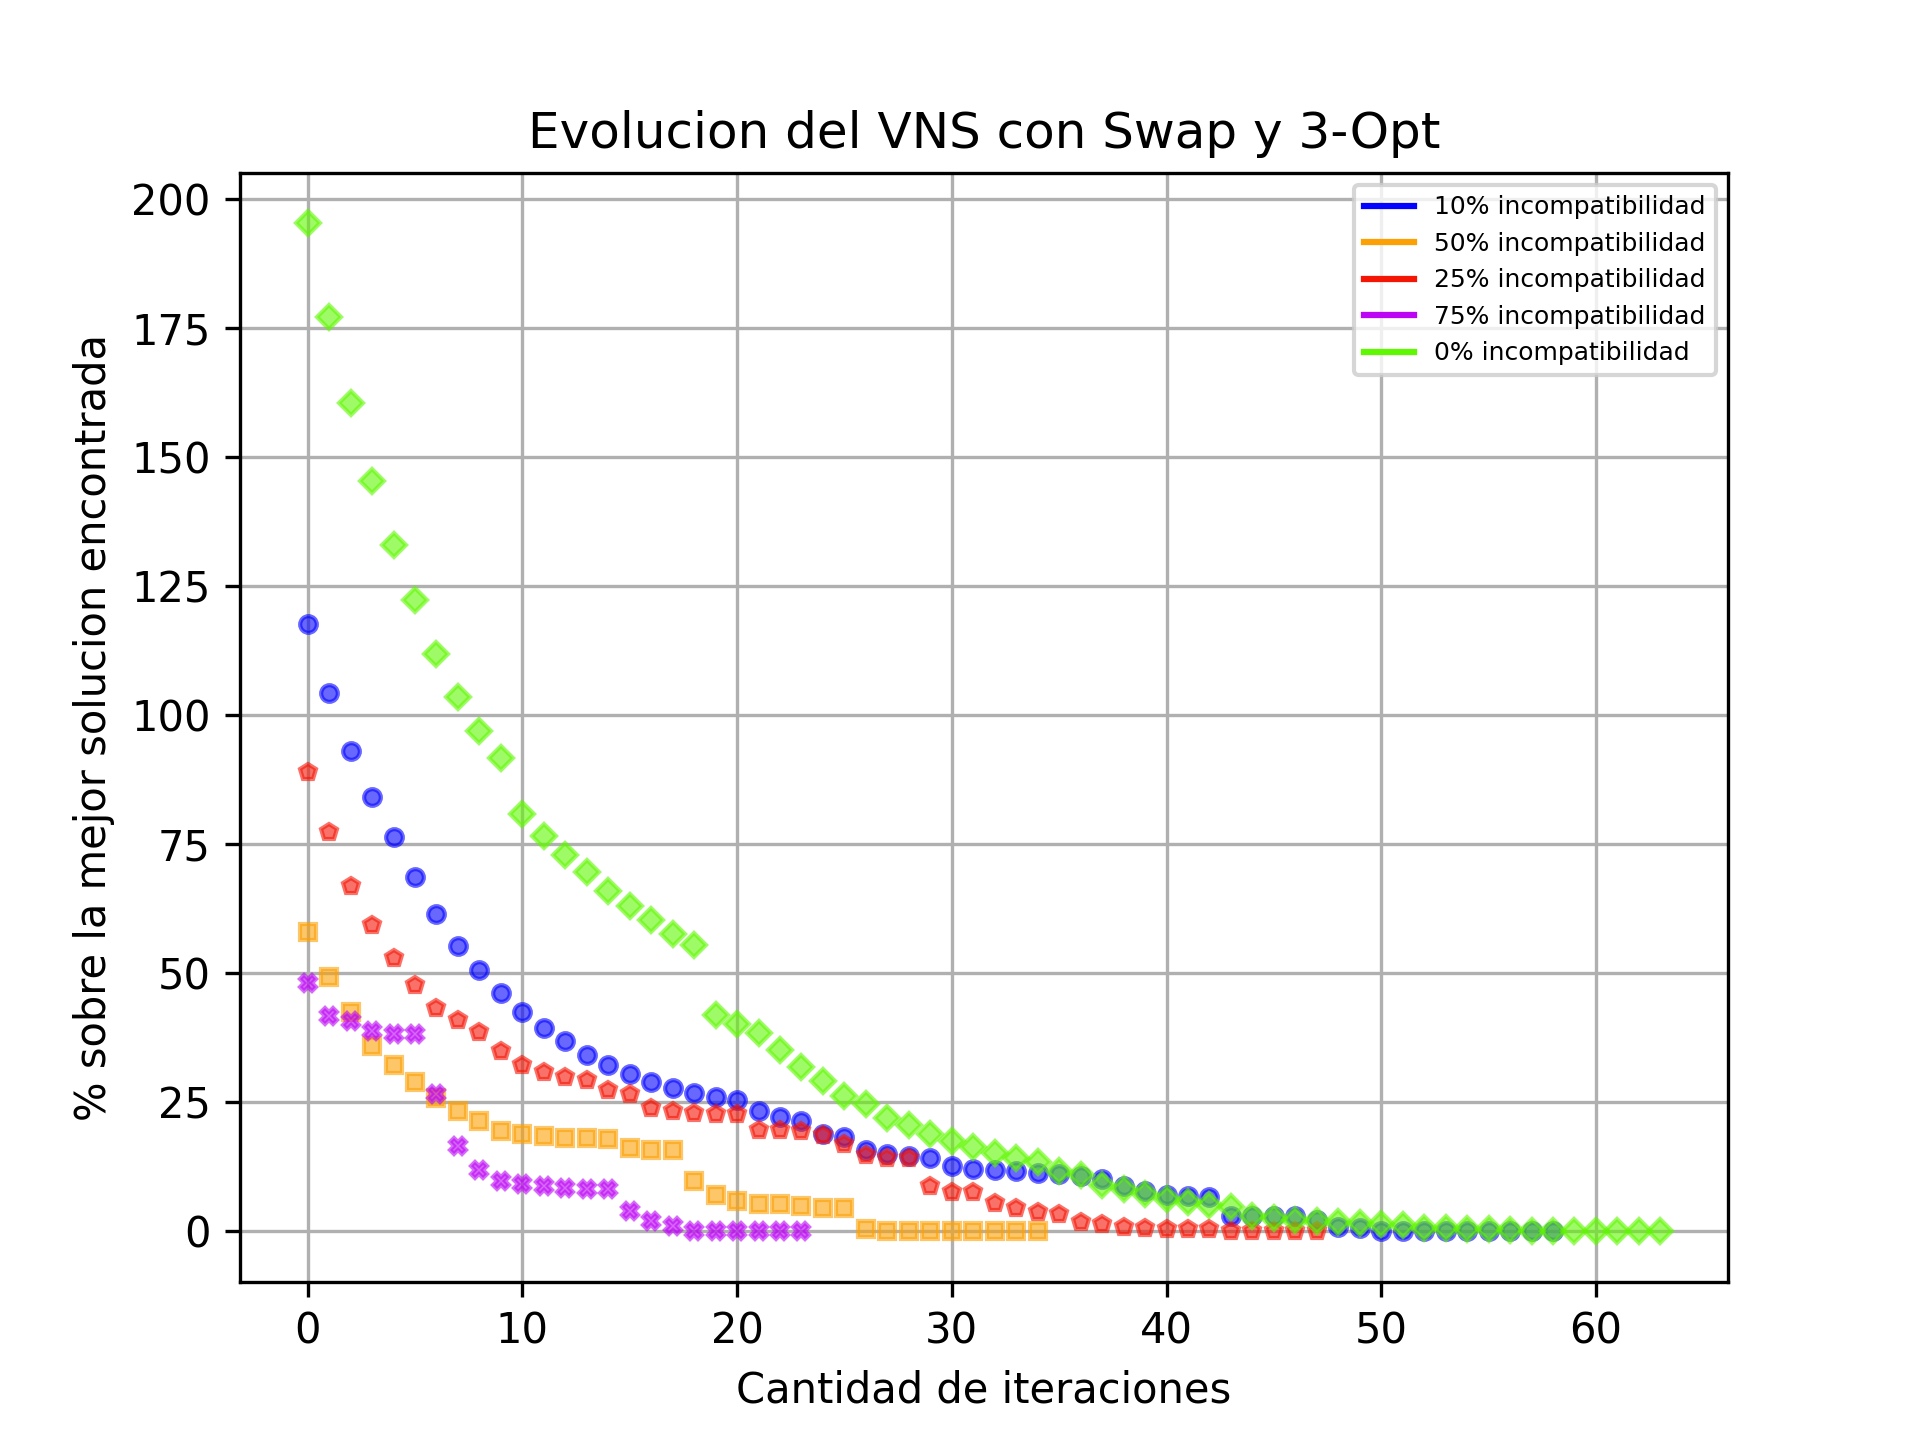 Evolucion del VNS con Swap y 3-Opt
% sobre la mejor solucion encontrada
200
175
150
125
100
75
50
25
0
10% incompatibilidad
50% incompatibilidad
25% incompatibilidad
75% incompatibilidad
0% incompatibilidad
0 10 20 30 40 50 60
Cantidad de iteraciones